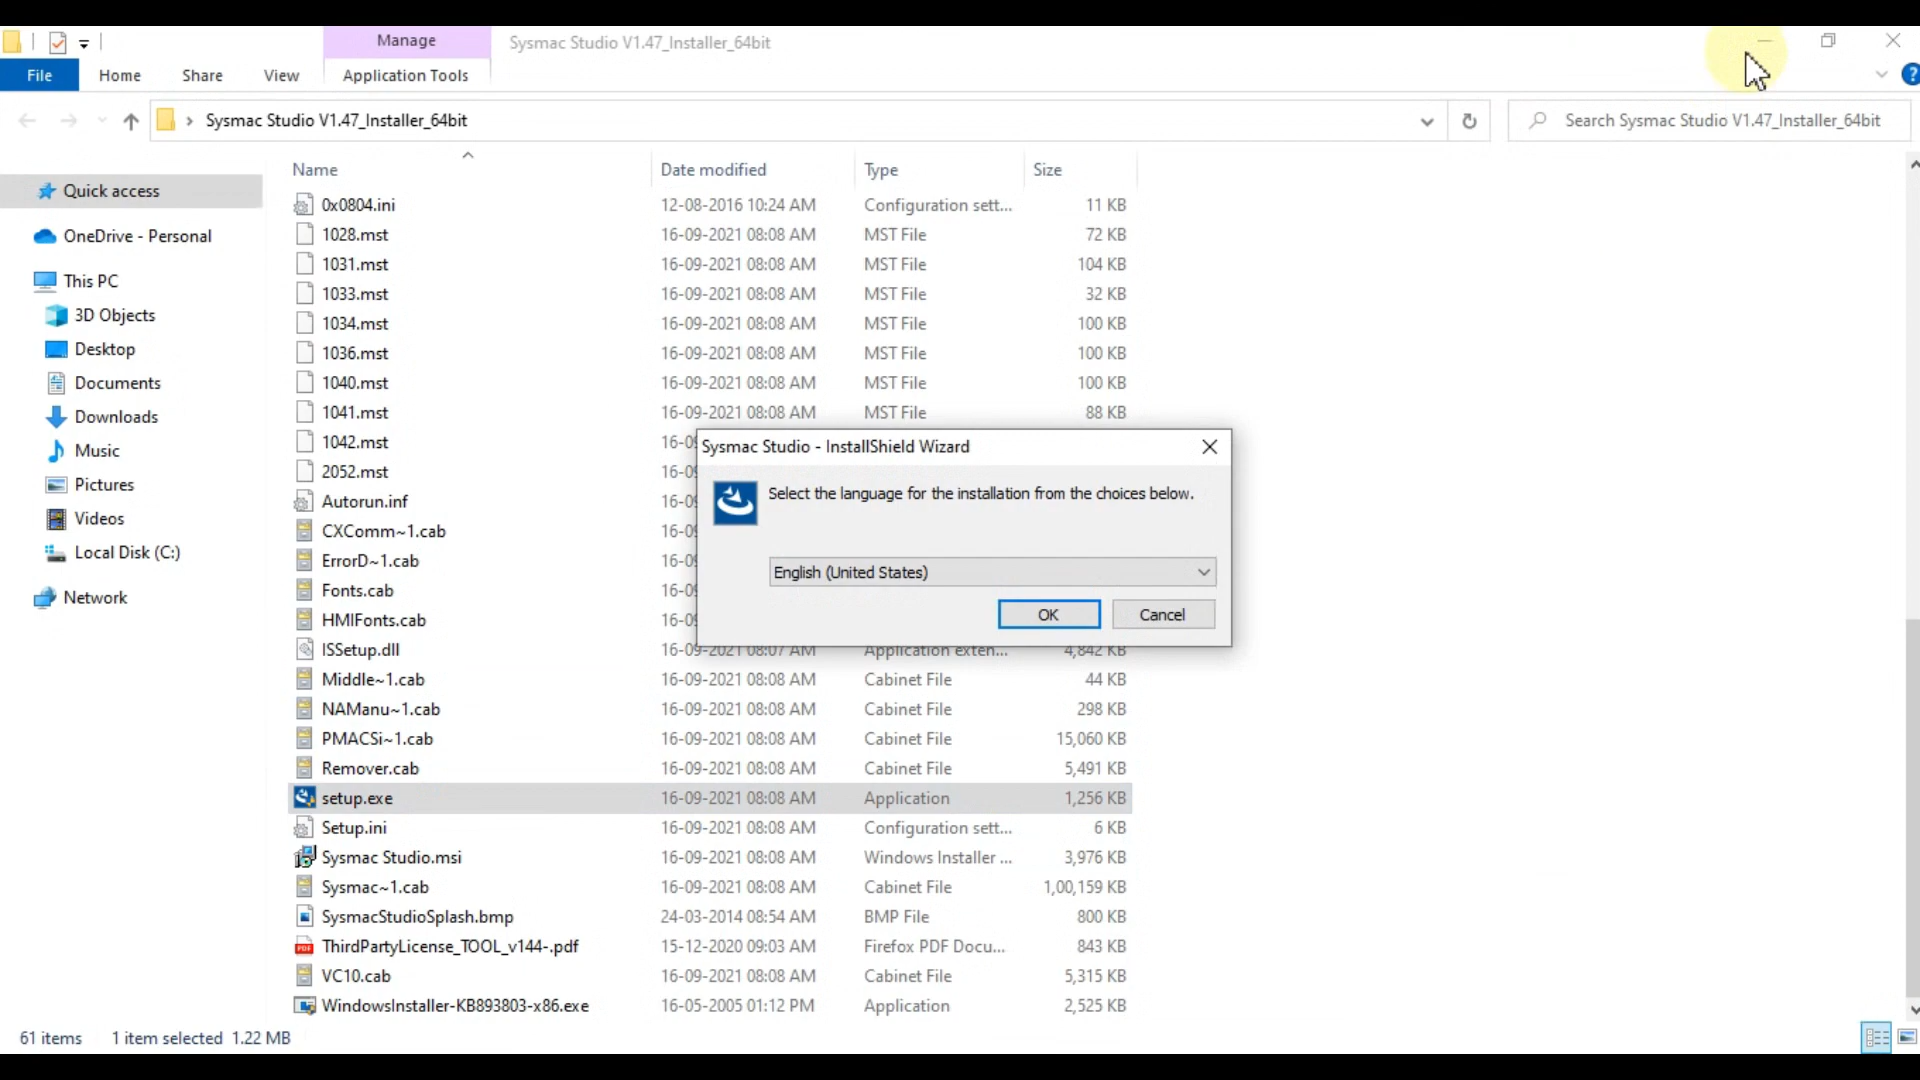 Manage
Sysmac Studio V1.47_Installer_64bit
File
Home
Share
View
Application Tools
?
Sysmac Studio V1.47_Installer_64bit
Search Sysmac Studio V1.47_Installer_64bit
Name
Date modified
Type
Size
Quick access
OneDrive - Personal
This PC
3D Objects
Desktop
Documents
Downloads
Music
Pictures
Videos
Local Disk (C:)
Network
0x0804.ini 12-08-2016 10:24 AM Configuration sett... 11 KB
1028.mst 16-09-2021 08:08 AM MST File 72 KB
1031.mst 16-09-2021 08:08 AM MST File 104 KB
1033.mst 16-09-2021 08:08 AM MST File 32 KB
1034.mst 16-09-2021 08:08 AM MST File 100 KB
1036.mst 16-09-2021 08:08 AM MST File 100 KB
1040.mst 16-09-2021 08:08 AM MST File 100 KB
1041.mst 16-09-2021 08:08 AM MST File 88 KB
1042.mst
2052.mst
Autorun.inf
CXComm~1.cab
ErrorD~1.cab
Fonts.cab
HMIFonts.cab
ISSetup.dll 16-09-2021 08:07 AM Application exten... 4,842 KB
Middle~1.cab 16-09-2021 08:08 AM Cabinet File 44 KB
NAManu~1.cab 16-09-2021 08:08 AM Cabinet File 298 KB
PMACSi~1.cab 16-09-2021 08:08 AM Cabinet File 15,060 KB
Remover.cab 16-09-2021 08:08 AM Cabinet File 5,491 KB
setup.exe 16-09-2021 08:08 AM Application 1,256 KB
Setup.ini 16-09-2021 08:08 AM Configuration sett... 6 KB
Sysmac Studio.msi 16-09-2021 08:08 AM Windows Installer ... 3,976 KB
Sysmac~1.cab 16-09-2021 08:08 AM Cabinet File 1,00,159 KB
SysmacStudioSplash.bmp 24-03-2014 08:54 AM BMP File 800 KB
ThirdPartyLicense_TOOL_v144-.pdf 15-12-2020 09:03 AM Firefox PDF Docu... 843 KB
VC10.cab 16-09-2021 08:08 AM Cabinet File 5,315 KB
WindowsInstaller-KB893803-x86.exe 16-05-2005 01:12 PM Application 2,525 KB
Sysmac Studio - InstallShield Wizard
Select the language for the installation from the choices below.
English (United States)
OK
Cancel
61 items 1 item selected 1.22 MB